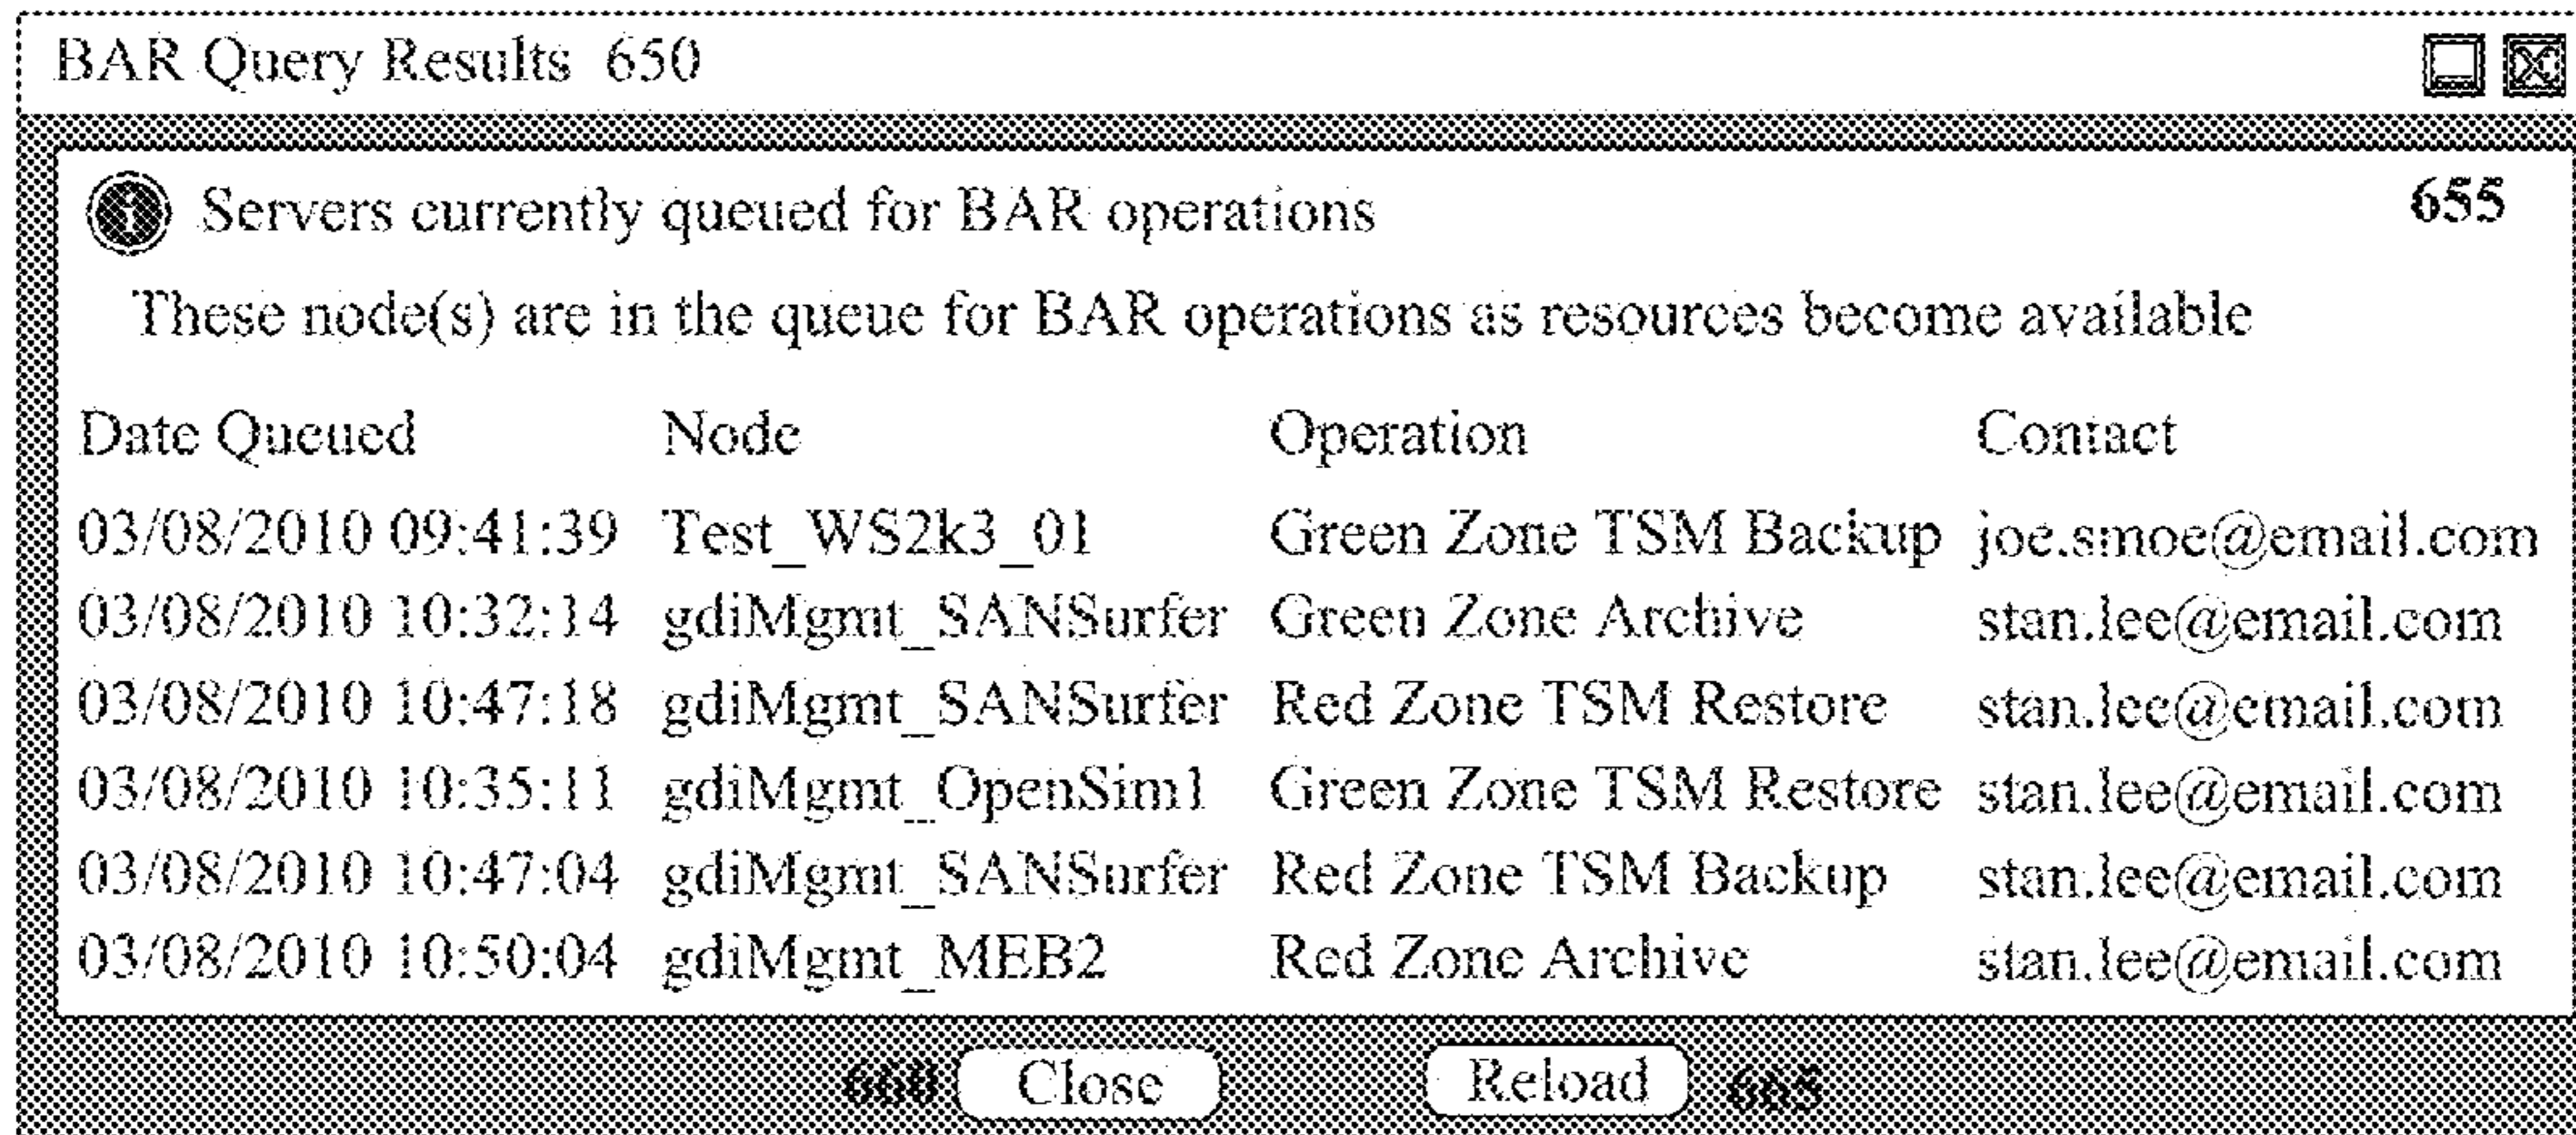 BAR Query Results 650
Servers currently queued for BAR operations 655
These node(s) are in the queue for BAR operations as resources become available
Date Queued Node Operation Contact
03/08/2010 09:41:39 Test_WS2k3_01 Green Zone TSM Backup joe.smoe@email.com
03/08/2010 10:32:14 gdiMgmt_SANSurfer Green Zone Archive stan.lee@email.com
03/08/2010 10:47:18 gdiMgmt_SANSurfer Red Zone TSM Restore stan.lee@email.com
03/08/2010 10:35:11 gdiMgmt_OpenSim1 Green Zone TSM Restore stan.lee@email.com
03/08/2010 10:47:04 gdiMgmt_SANSurfer Red Zone TSM Backup stan.lee@email.com
03/08/2010 10:50:04 gdiMgmt_MEB2 Red Zone Archive stan.lee@email.com
660 Close Reload 665